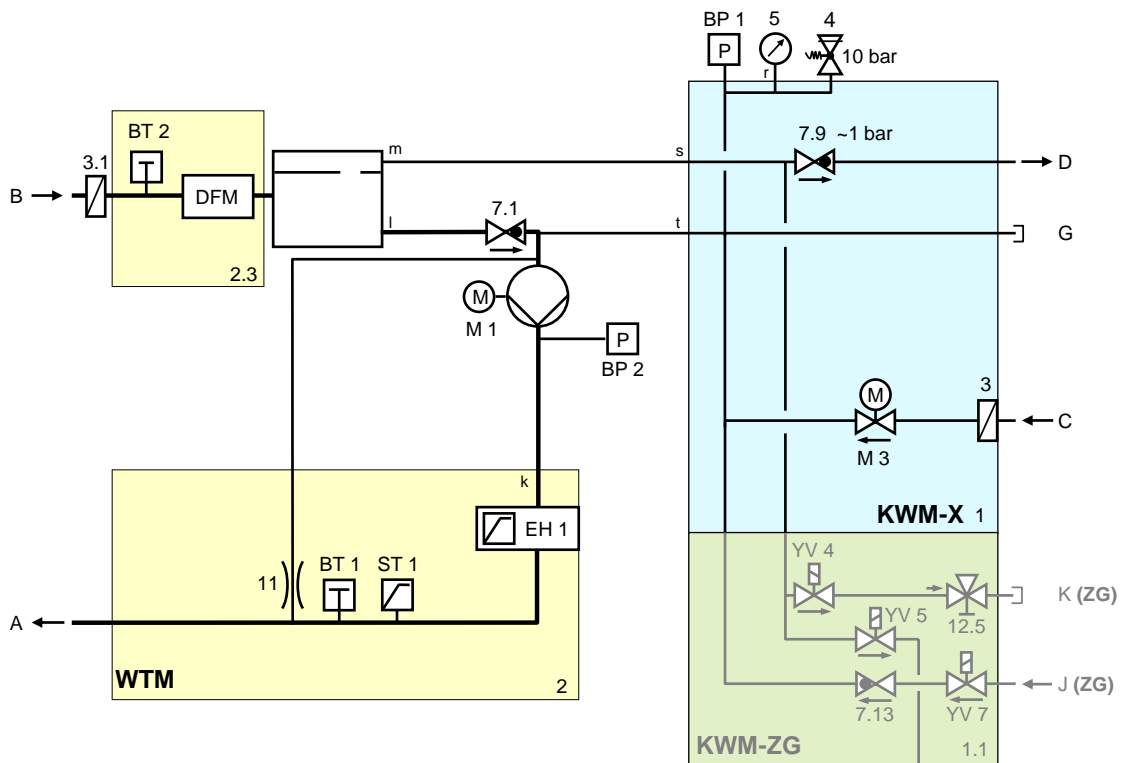 BP 1
5
4
P
10 bar
r
BT 2
3.1
DFM
B
2.3
m
l
7.1
s
t
7.9 ~1 bar
D
G
M
M 1
P
BP 2
M
M 3
3
C
KWM-X 1
k
EH 1
11
BT 1
ST 1
A
WTM
2
YV 4
YV 5
12.5
K (ZG)
J (ZG)
7.13
YV 7
KWM-ZG
1.1